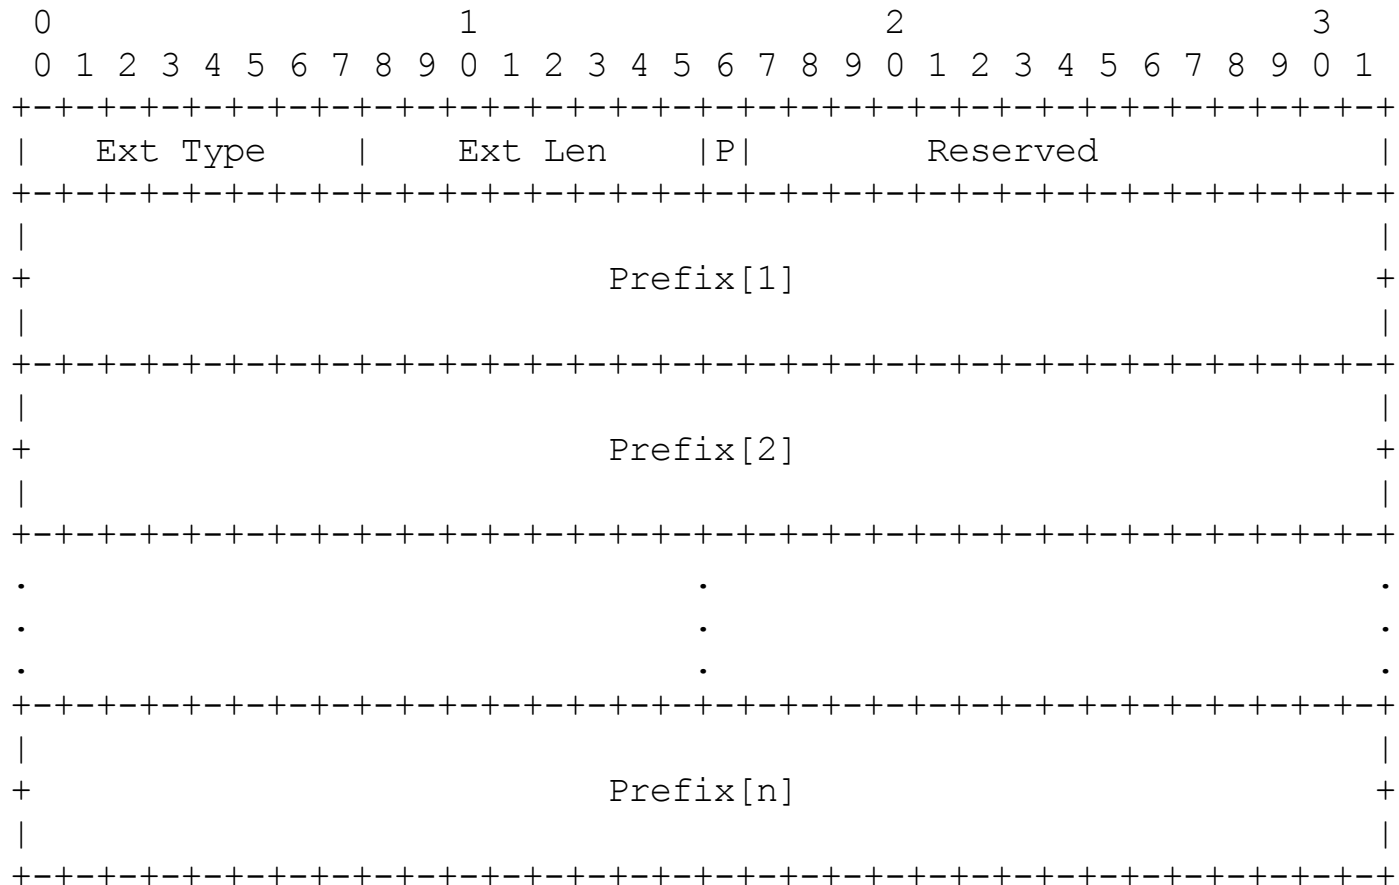 0                   1                   2                   3
 0 1 2 3 4 5 6 7 8 9 0 1 2 3 4 5 6 7 8 9 0 1 2 3 4 5 6 7 8 9 0 1
+-+-+-+-+-+-+-+-+-+-+-+-+-+-+-+-+-+-+-+-+-+-+-+-+-+-+-+-+-+-+-+-+
|   Ext Type    |    Ext Len    |P|        Reserved             |
+-+-+-+-+-+-+-+-+-+-+-+-+-+-+-+-+-+-+-+-+-+-+-+-+-+-+-+-+-+-+-+-+
|                                                               |
+                           Prefix[1]                           +
|                                                               |
+-+-+-+-+-+-+-+-+-+-+-+-+-+-+-+-+-+-+-+-+-+-+-+-+-+-+-+-+-+-+-+-+
|                                                               |
+                           Prefix[2]                           +
|                                                               |
+-+-+-+-+-+-+-+-+-+-+-+-+-+-+-+-+-+-+-+-+-+-+-+-+-+-+-+-+-+-+-+-+
.                               .                               .
.                               .                               .
.                               .                               .
+-+-+-+-+-+-+-+-+-+-+-+-+-+-+-+-+-+-+-+-+-+-+-+-+-+-+-+-+-+-+-+-+
|                                                               |
+                           Prefix[n]                           +
|                                                               |
+-+-+-+-+-+-+-+-+-+-+-+-+-+-+-+-+-+-+-+-+-+-+-+-+-+-+-+-+-+-+-+-+